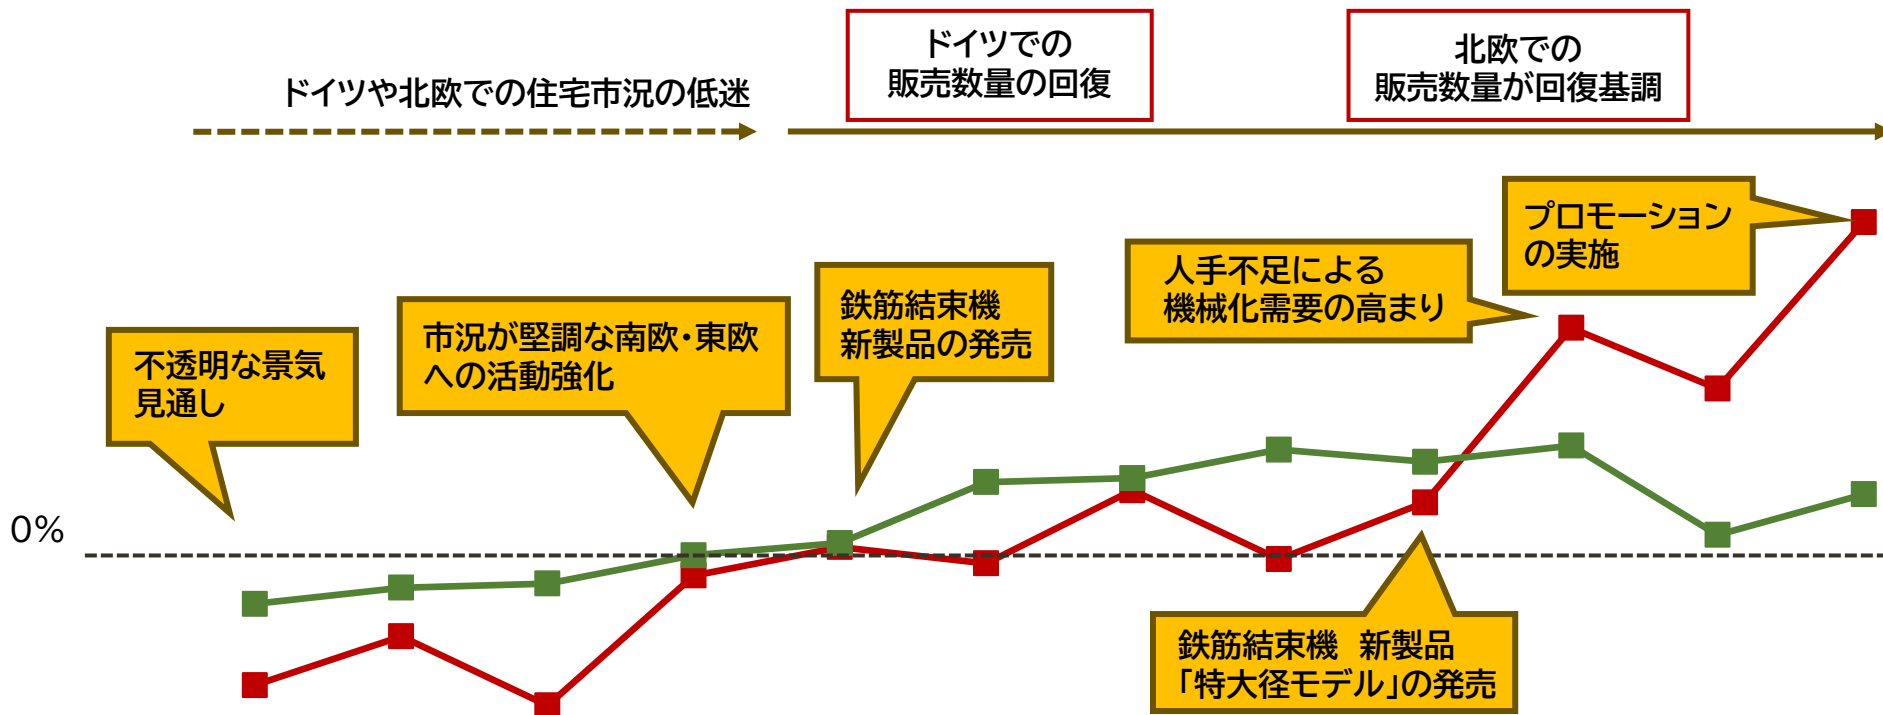 ドイツや北欧での住宅市況の低迷
ドイツでの
販売数量の回復
北欧での
販売数量が回復基調
不透明な景気
見通し
市況が堅調な南欧・東欧
への活動強化
鉄筋結束機
新製品の発売
人手不足による
機械化需要の高まり
プロモーション
の実施
0%
鉄筋結束機　新製品
「特大径モデル」の発売